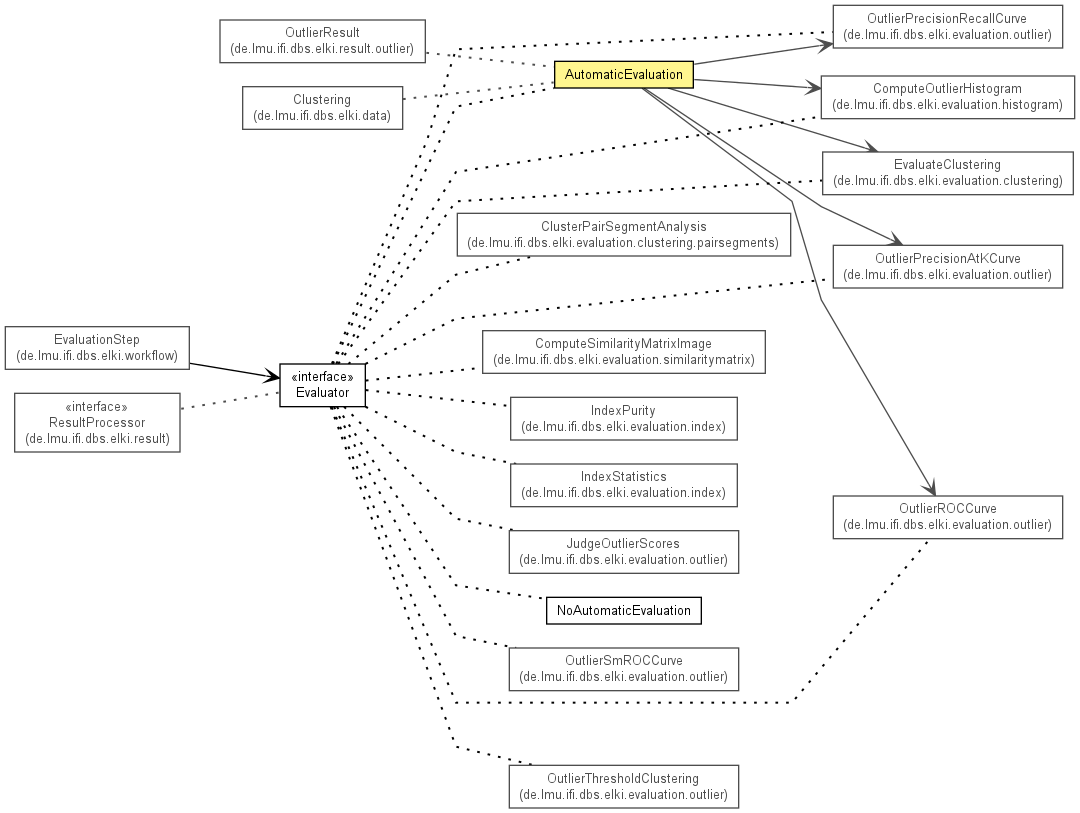 OutlierResult
(de.lmu.ifi.dbs.elki.result.outlier)
OutlierPrecisionRecallCurve
(de.lmu.ifi.dbs.elki.evaluation.outlier)
AutomaticEvaluation
Clustering
(de.lmu.ifi.dbs.elki.data)
ComputeOutlierHistogram
(de.lmu.ifi.dbs.elki.evaluation.histogram)
EvaluateClustering
(de.lmu.ifi.dbs.elki.evaluation.clustering)
ClusterPairSegmentAnalysis
(de.lmu.ifi.dbs.elki.evaluation.clustering.pairsegments)
OutlierPrecisionAtKCurve
(de.lmu.ifi.dbs.elki.evaluation.outlier)
EvaluationStep
(de.lmu.ifi.dbs.elki.workflow)
ComputeSimilarityMatrixImage
(de.lmu.ifi.dbs.elki.evaluation.similaritymatrix)
«interface»
Evaluator
«interface»
ResultProcessor
(de.lmu.ifi.dbs.elki.result)
IndexPurity
(de.lmu.ifi.dbs.elki.evaluation.index)
IndexStatistics
(de.lmu.ifi.dbs.elki.evaluation.index)
OutlierROCCurve
(de.lmu.ifi.dbs.elki.evaluation.outlier)
JudgeOutlierScores
(de.lmu.ifi.dbs.elki.evaluation.outlier)
NoAutomaticEvaluation
OutlierSmROCCurve
(de.lmu.ifi.dbs.elki.evaluation.outlier)
OutlierThresholdClustering
(de.lmu.ifi.dbs.elki.evaluation.outlier)